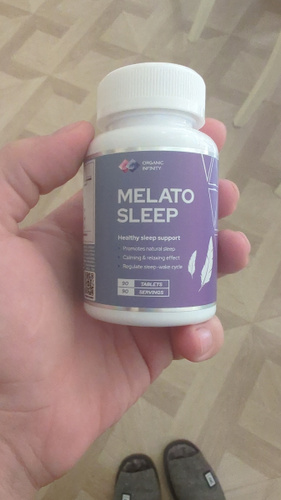 ORGANIC
INFINITY
MELATO
SLEEP
Healthy sleep support
Promotes natural sleep
Calming & relaxing effect
Regulate sleep-wake cycle
TABLETS
SERVINGS